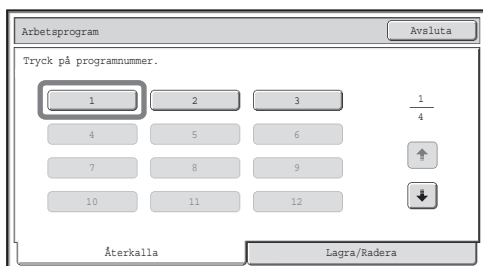 Arbetsprogram Avsluta
Tryck på programnummer.
1 2 3 1
4
4 5 6
7 8 9
10 11 12
Återkalla Lagra/Radera